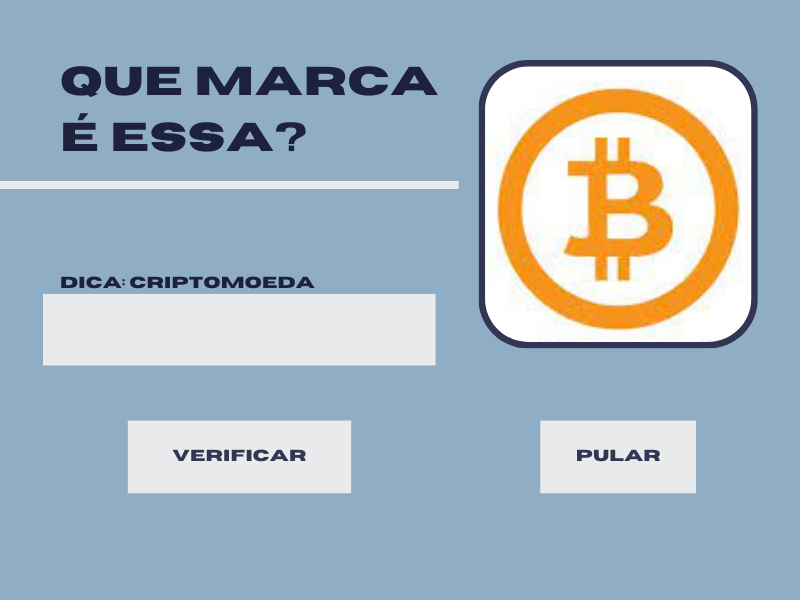 QUE MARCA
É ESSA?
DICA: CRIPTOMOEDA
VERIFICAR
PULAR